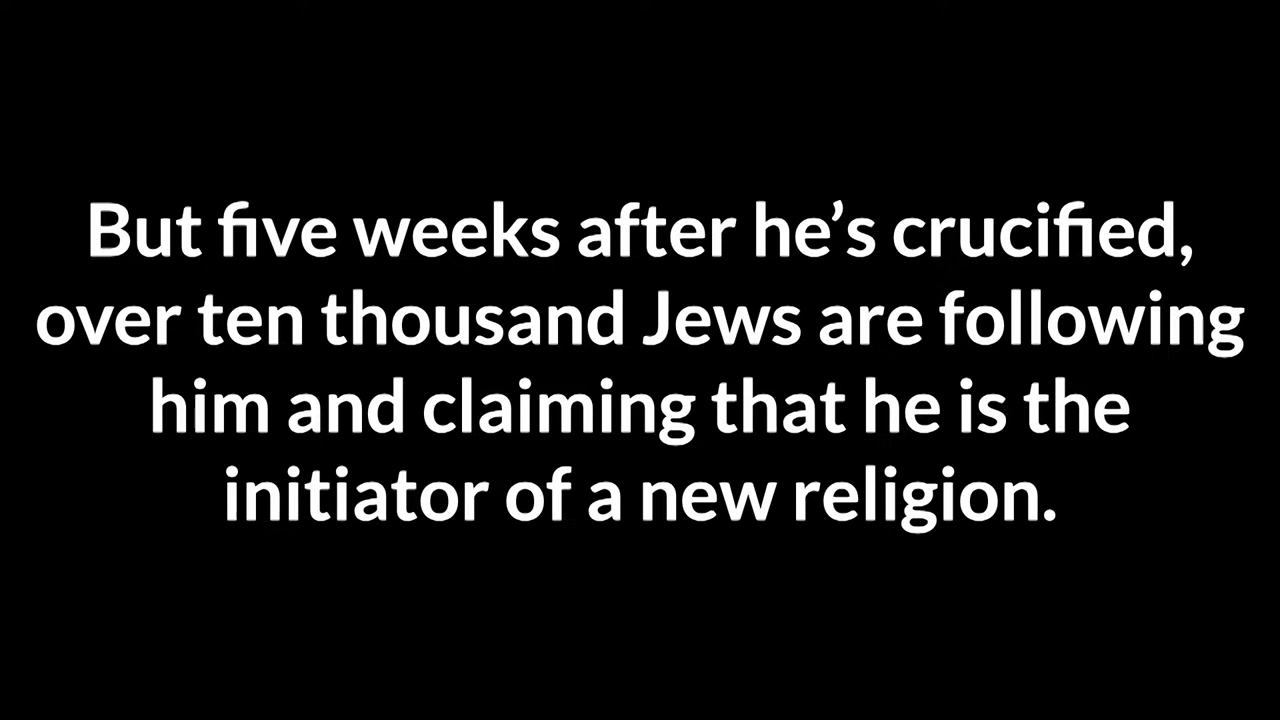 But five weeks after he’s crucified,
over ten thousand Jews are following
him and claiming that he is the
initiator of a new religion.